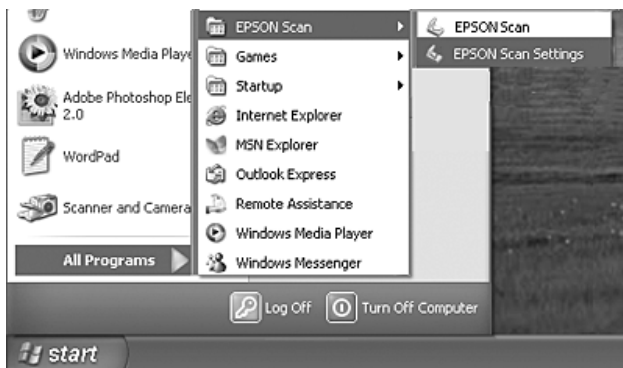 Windows Media Playe
Adobe Photoshop Ele
2.0
WordPad
Scanner and Camera
All Programs
EPSON Scan
Games
Startup
Internet Explorer
MSN Explorer
Outlook Express
Remote Assistance
Windows Media Player
Windows Messenger
EPSON Scan
EPSON Scan Settings
Log Off
Turn Off Computer
start